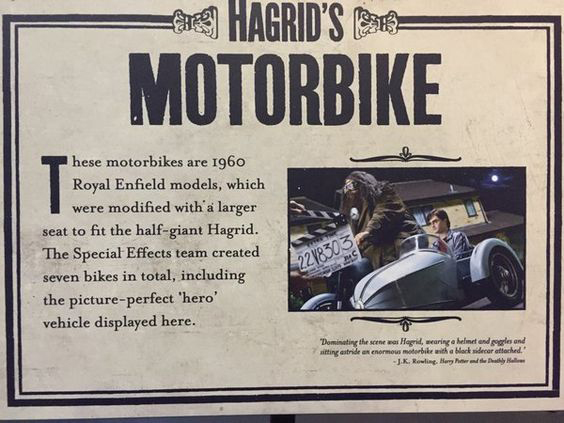 HAGRID'S
MOTORBIKE
These motorbikes are 1960
Royal Enfield models, which
were modified with a larger
seat to fit the half-giant Hagrid.
The Special Effects team created
seven bikes in total, including
the picture-perfect 'hero'
vehicle displayed here.
'Dominating the scene was Hagrid, wearing a helmet and goggles and
sitting astride an enormous motorbike with a black sidecar attached.'
- J.K. Rowling, Harry Potter and the Deathly Hallows